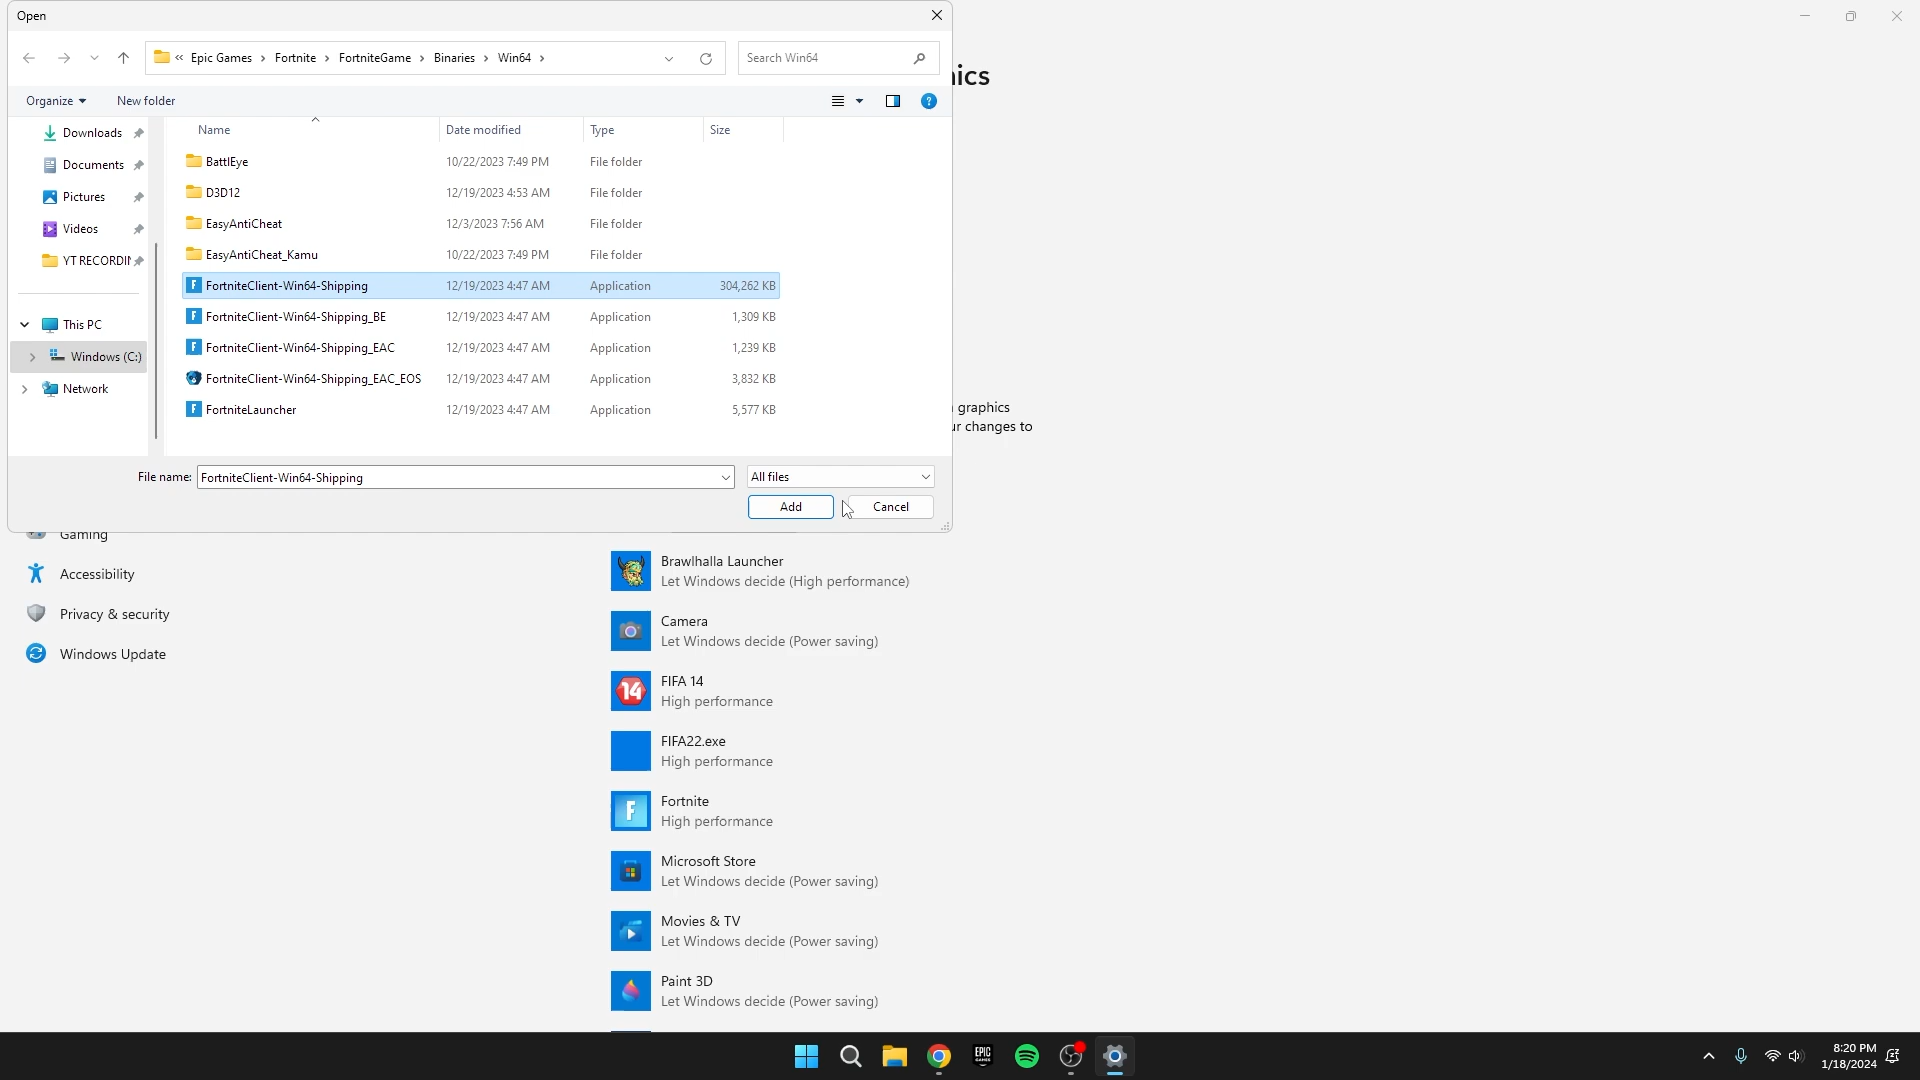 Open
« Epic Games › Fortnite › FortniteGame › Binaries › Win64 ›
Search Win64
Organize
New folder
?
Name
Date modified
Type
Size
Downloads
Documents
Pictures
Videos
YT RECORDIN
This PC
Windows (C:)
Network
BattlEye 10/22/2023 7:49 PM File folder
D3D12 12/19/2023 4:53 AM File folder
EasyAntiCheat 12/3/2023 7:56 AM File folder
EasyAntiCheat_Kamu 10/22/2023 7:49 PM File folder
FortniteClient-Win64-Shipping 12/19/2023 4:47 AM Application 304,262 KB
FortniteClient-Win64-Shipping_BE 12/19/2023 4:47 AM Application 1,309 KB
FortniteClient-Win64-Shipping_EAC 12/19/2023 4:47 AM Application 1,239 KB
FortniteClient-Win64-Shipping_EAC_EOS 12/19/2023 4:47 AM Application 3,832 KB
FortniteLauncher 12/19/2023 4:47 AM Application 5,577 KB
File name: FortniteClient-Win64-Shipping
All files
Add
Cancel
ics
graphics
ur changes to
Gaming
Accessibility
Privacy & security
Windows Update
Brawlhalla Launcher
Let Windows decide (High performance)
Camera
Let Windows decide (Power saving)
14
FIFA 14
High performance
FIFA22.exe
High performance
F
Fortnite
High performance
Microsoft Store
Let Windows decide (Power saving)
Movies & TV
Let Windows decide (Power saving)
Paint 3D
Let Windows decide (Power saving)
EPIC
GAMES
8:20 PM
1/18/2024